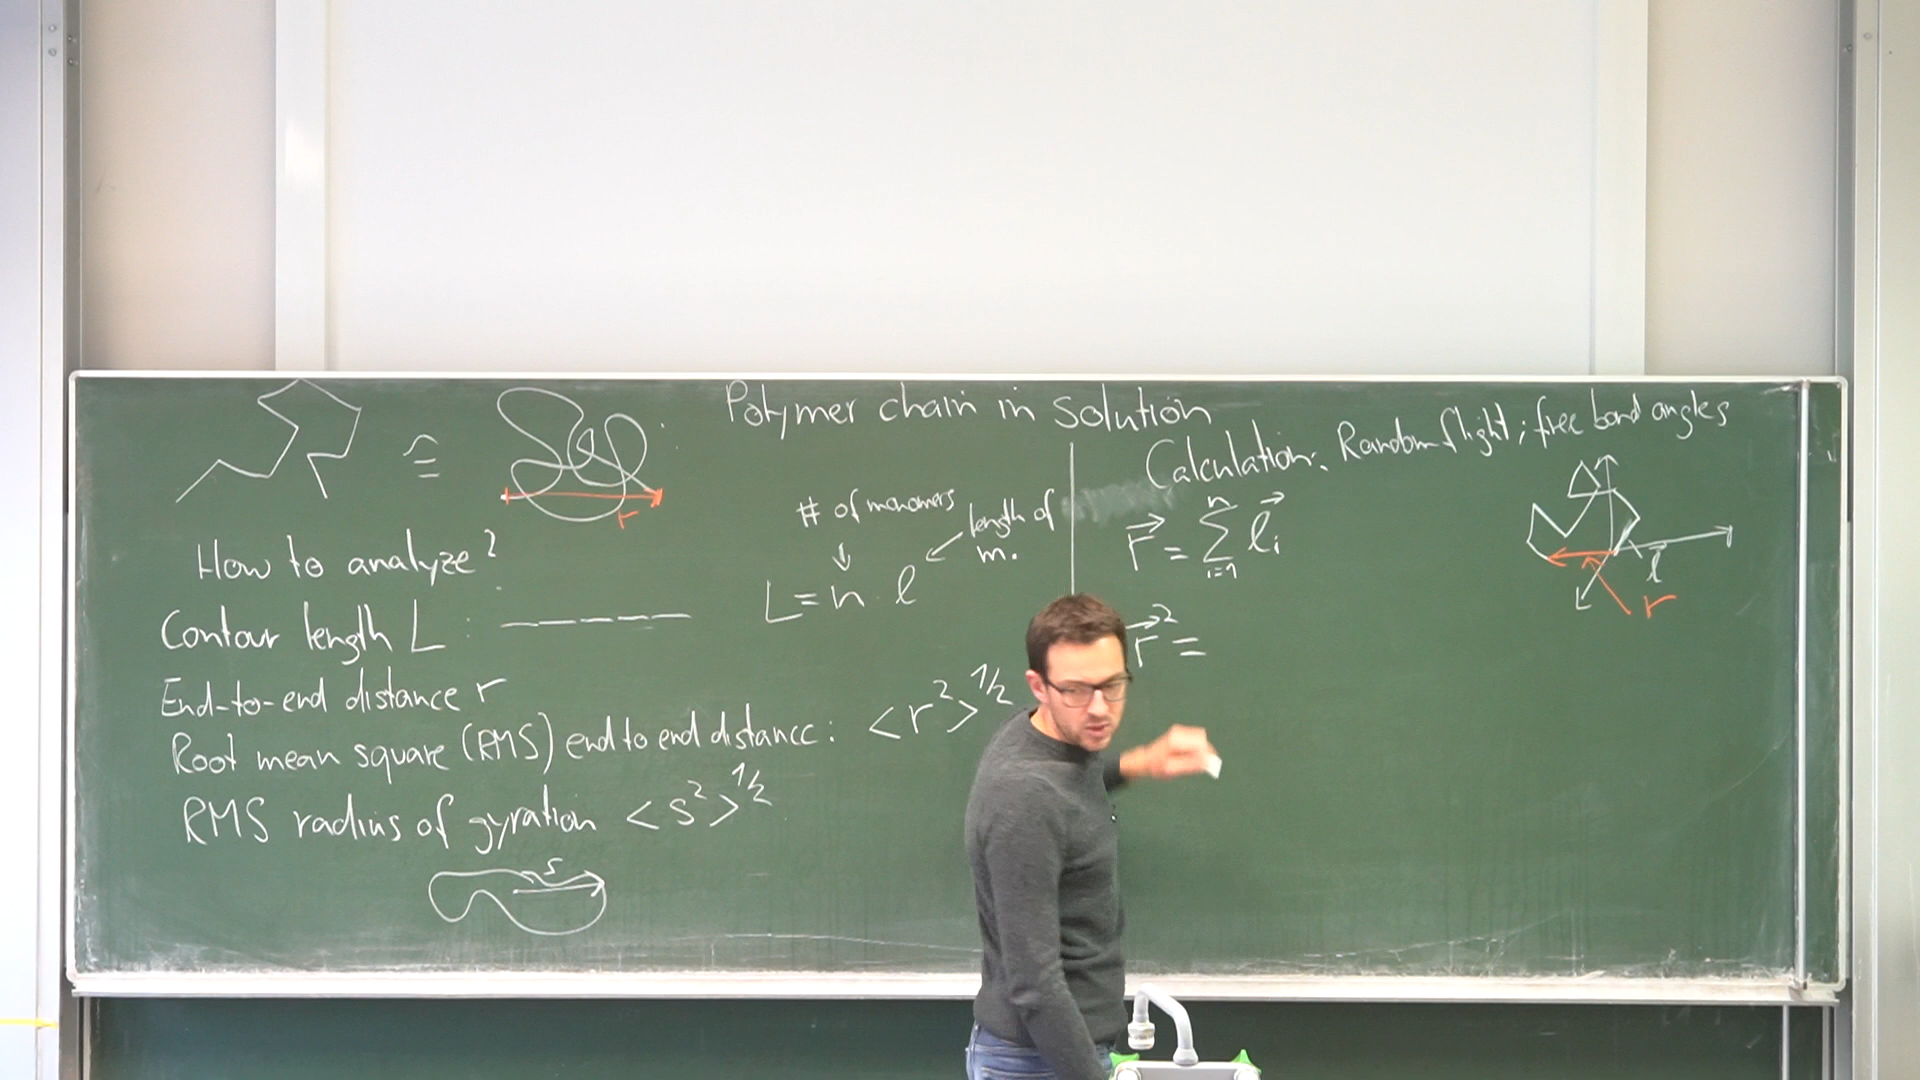 Polymer chain in solution
r
How to analyze?
Contour length L :
# of monomers
length of m.
L = n · l
End-to-end distance r
Root mean square (RMS) end to end distance: <r²>^1/2
RMS radius of gyration <s²>^1/2
s
Calculation: Random flight; free bond angles
r⃗ = Σ_{i=1}^{n} l⃗ᵢ
r⃗² =
l⃗
r